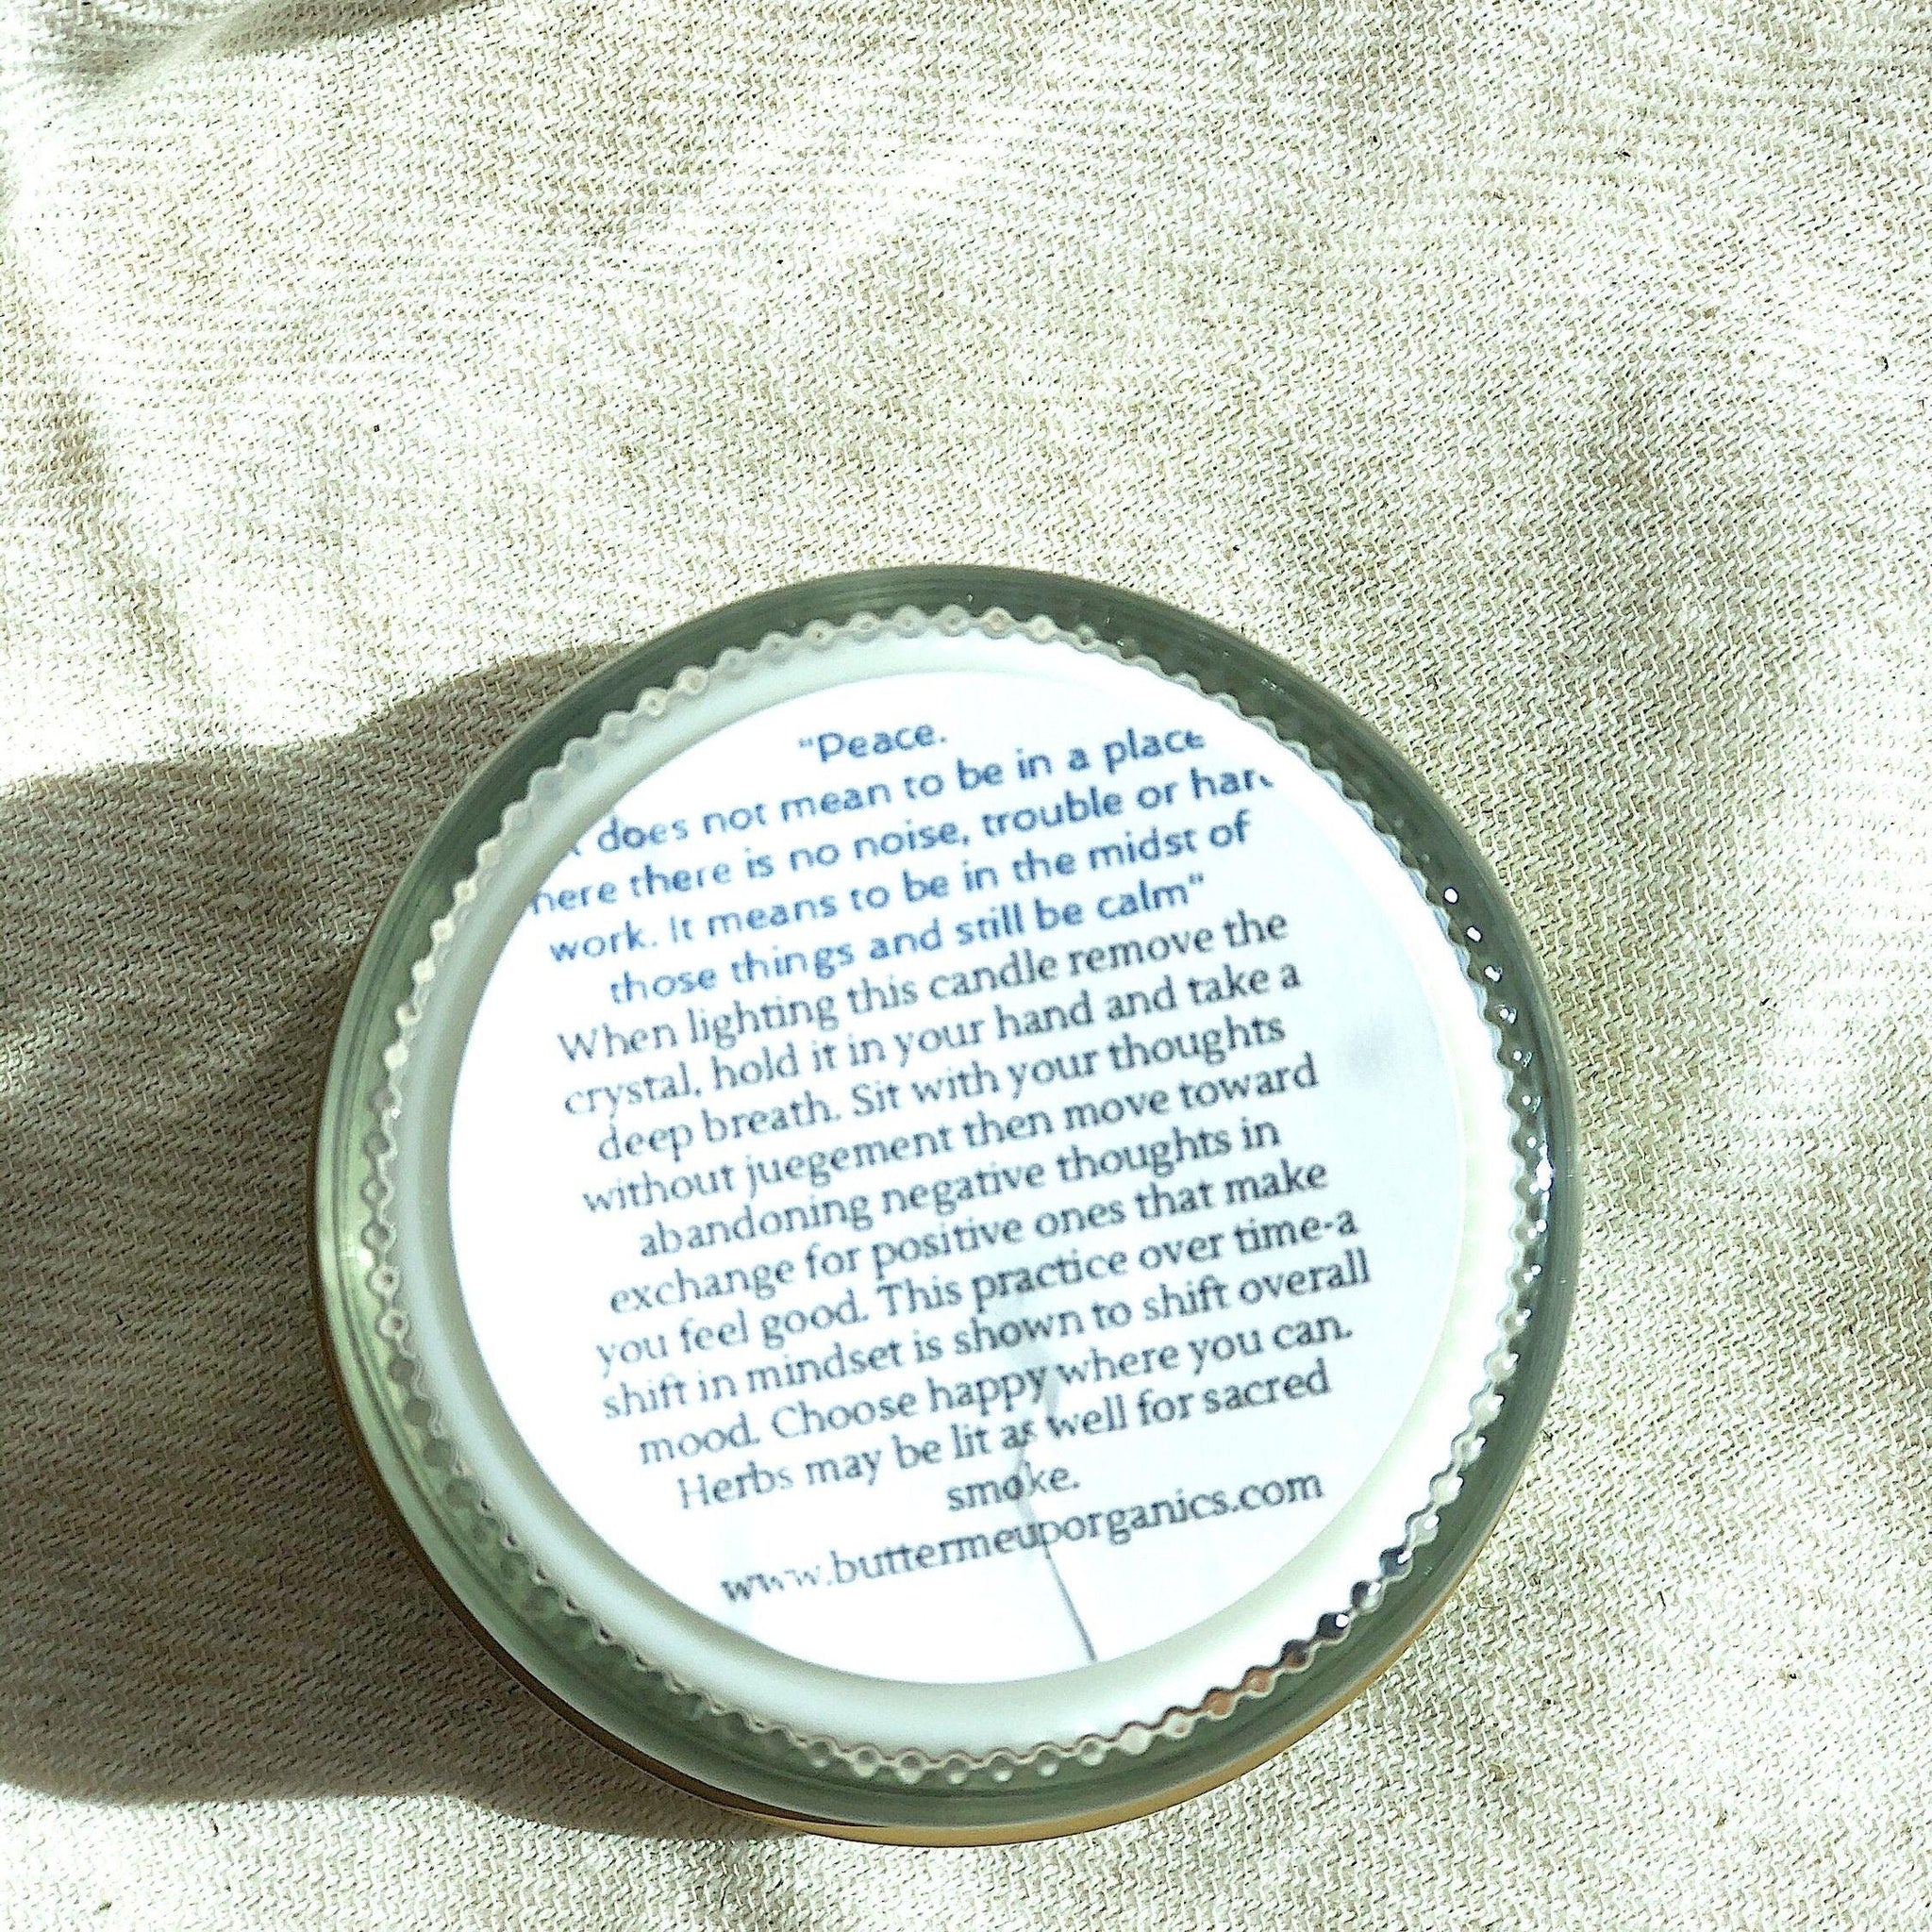 "Peace.
does not mean to be in a place
here there is no noise, trouble or har
work. It means to be in the midst of
those things and still be calm"
When lighting this candle remove the
crystal, hold it in your hand and take a
deep breath. Sit with your thoughts
without juegement then move toward
abandoning negative thoughts in
exchange for positive ones that make
you feel good. This practice over time-a
shift in mindset is shown to shift overall
mood. Choose happy where you can.
Herbs may be lit as well for sacred
smoke.
www.buttermeuporganics.com